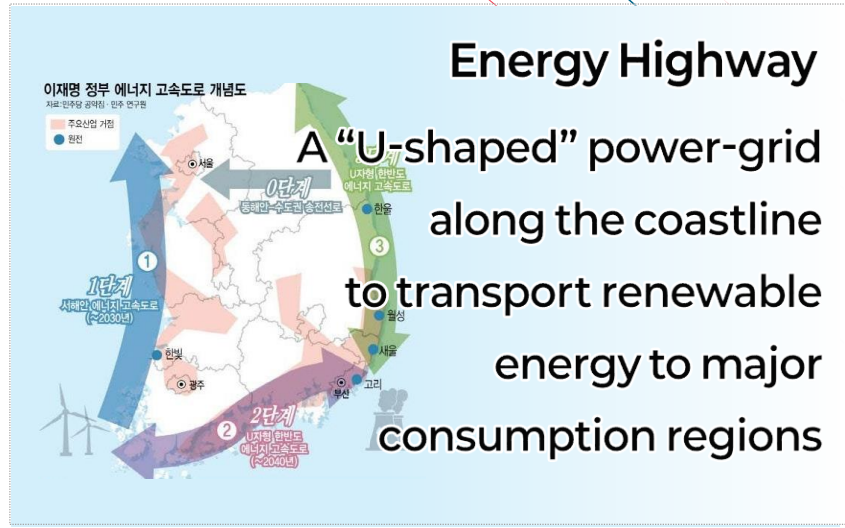 Energy Highway
A “U-shaped” power-grid
along the coastline
to transport renewable
energy to major
consumption regions
이재명 정부 에너지 고속도로 개념도
자료:민주당 공약집·민주 연구원
주요산업 거점
원전
서울
0단계
동해안~수도권 송전선로
U자형 한반도
에너지 고속도로
한울
3
1
1단계
서해안 에너지 고속도로
(~2030년)
월성
새울
한빛
광주
고리
부산
2단계
2
U자형 한반도
에너지 고속도로
(~2040년)